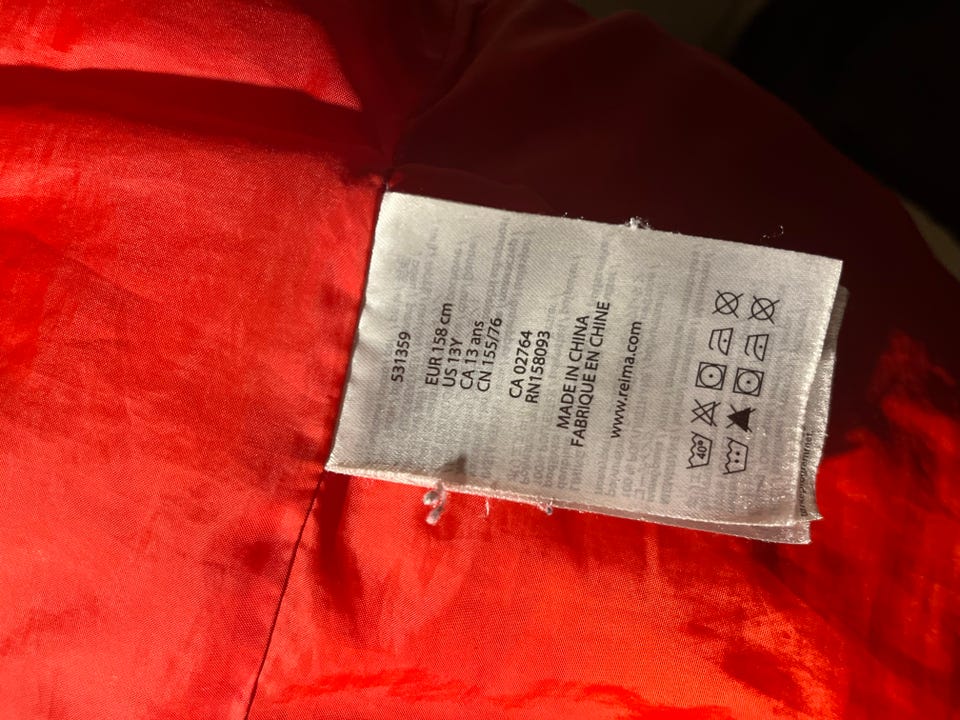 531359
EUR 158 cm
US 13Y
CA 13 ans
CN 155/76
CA 02764
RN158093
MADE IN CHINA
FABRIQUE EN CHINE
www.reima.com
40°